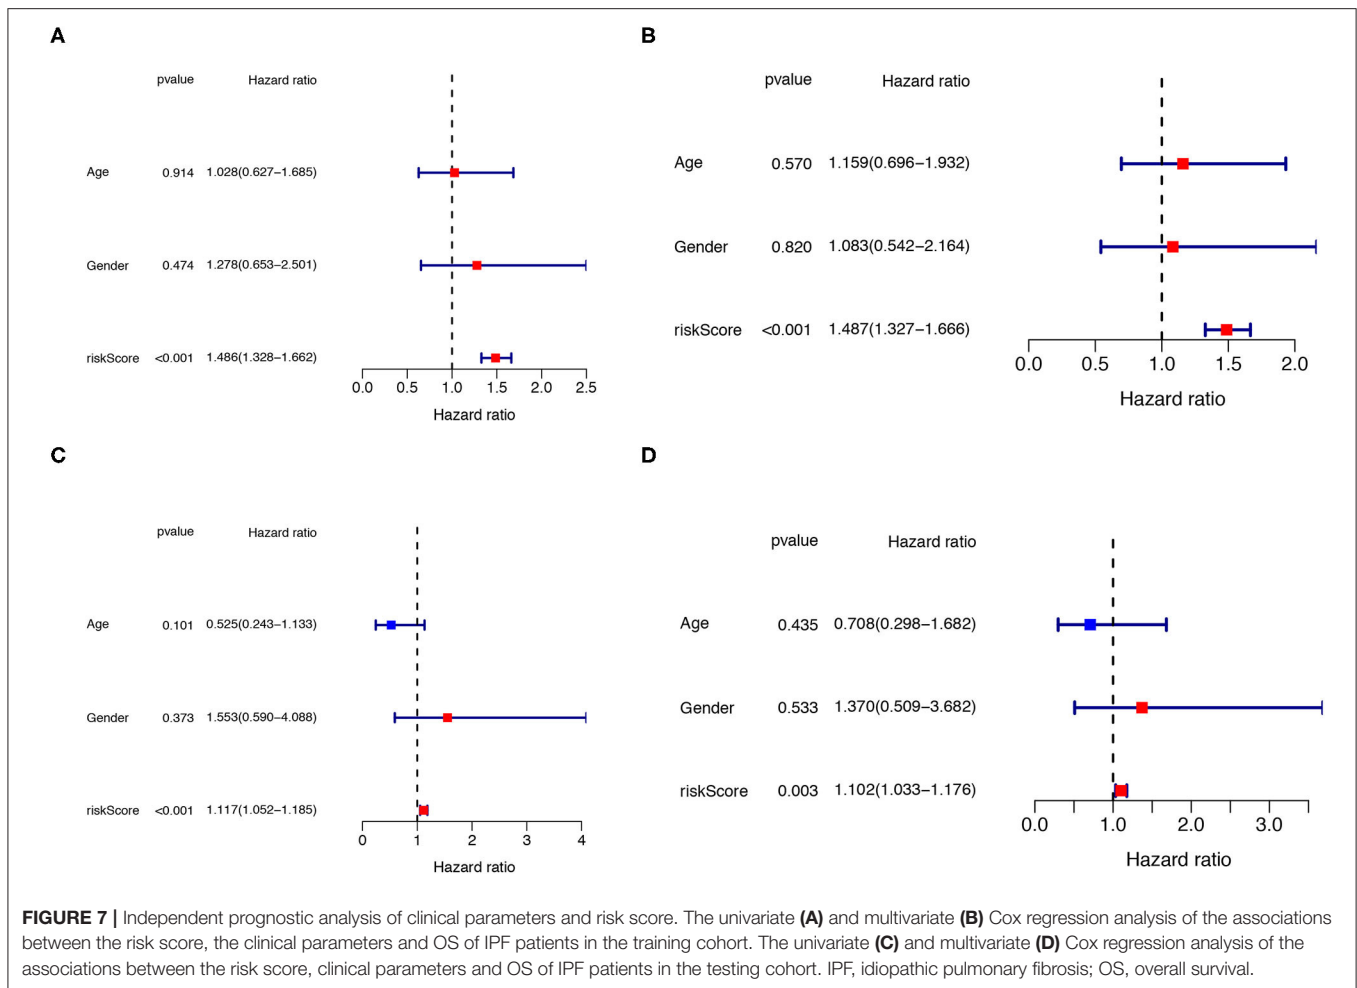 A
pvalue Hazard ratio
Age 0.914 1.028(0.627–1.685)
Gender 0.474 1.278(0.653–2.501)
riskScore <0.001 1.486(1.328–1.662)
0.0 0.5 1.0 1.5 2.0 2.5
Hazard ratio
B
pvalue Hazard ratio
Age 0.570 1.159(0.696–1.932)
Gender 0.820 1.083(0.542–2.164)
riskScore <0.001 1.487(1.327–1.666)
0.0 0.5 1.0 1.5 2.0
Hazard ratio
C
pvalue Hazard ratio
Age 0.101 0.525(0.243–1.133)
Gender 0.373 1.553(0.590–4.088)
riskScore <0.001 1.117(1.052–1.185)
0 1 2 3 4
Hazard ratio
D
pvalue Hazard ratio
Age 0.435 0.708(0.298–1.682)
Gender 0.533 1.370(0.509–3.682)
riskScore 0.003 1.102(1.033–1.176)
0.0 1.0 2.0 3.0
Hazard ratio
FIGURE 7 | Independent prognostic analysis of clinical parameters and risk score. The univariate (A) and multivariate (B) Cox regression analysis of the associations
between the risk score, the clinical parameters and OS of IPF patients in the training cohort. The univariate (C) and multivariate (D) Cox regression analysis of the
associations between the risk score, clinical parameters and OS of IPF patients in the testing cohort. IPF, idiopathic pulmonary fibrosis; OS, overall survival.